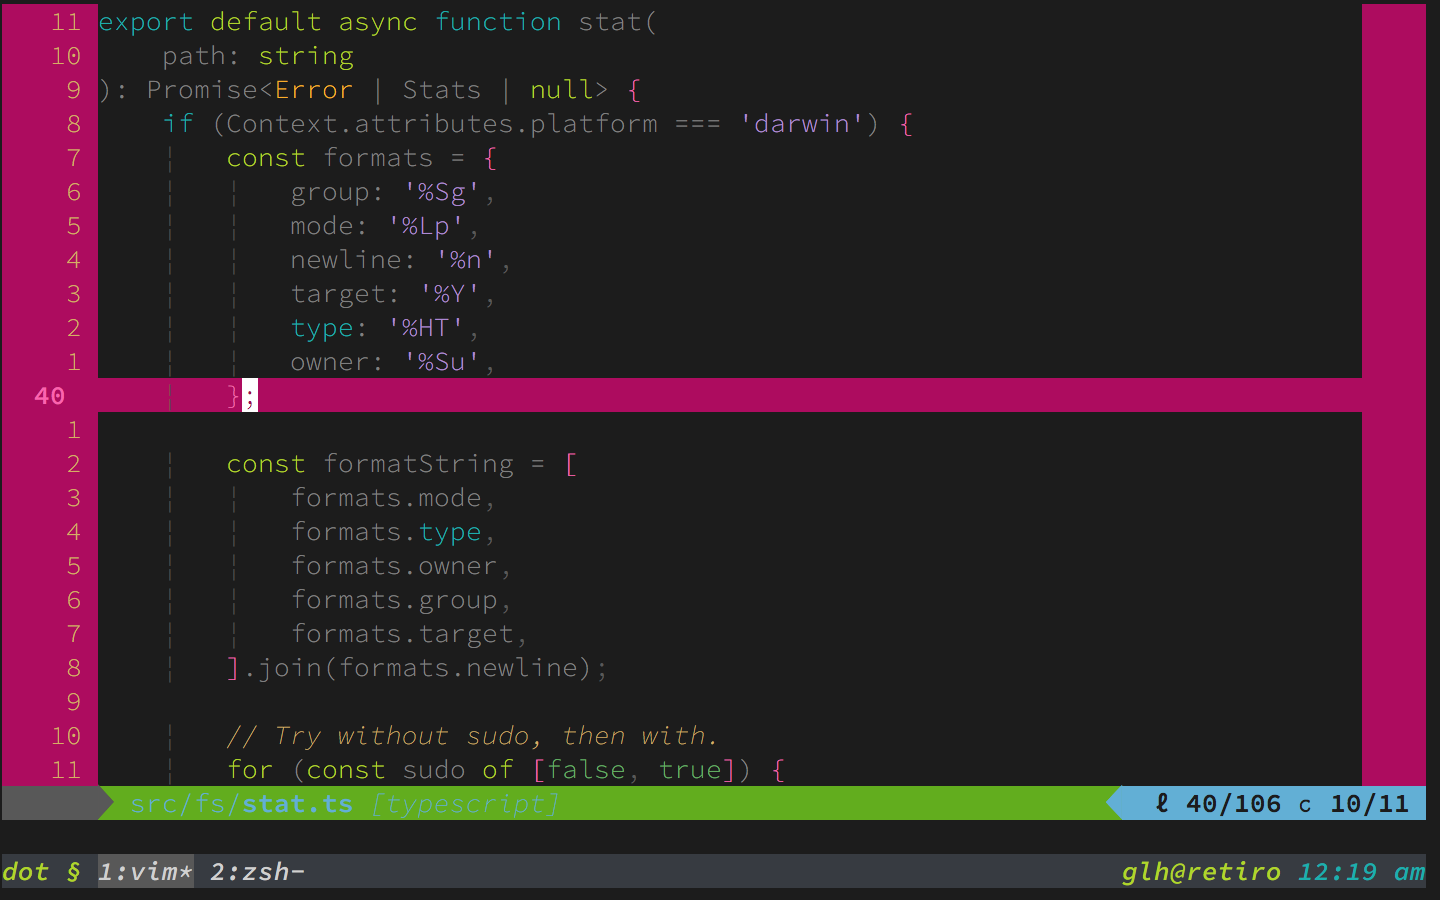 11 export default async function stat(
10     path: string
9 ): Promise<Error | Stats | null> {
8     if (Context.attributes.platform === 'darwin') {
7         const formats = {
6             group: '%Sg',
5             mode: '%Lp',
4             newline: '%n',
3             target: '%Y',
2             type: '%HT',
1             owner: '%Su',
40         };
1
2         const formatString = [
3             formats.mode,
4             formats.type,
5             formats.owner,
6             formats.group,
7             formats.target,
8         ].join(formats.newline);
9
10         // Try without sudo, then with.
11         for (const sudo of [false, true]) {
src/fs/stat.ts [typescript] ℓ 40/106 c 10/11
dot § 1:vim* 2:zsh- glh@retiro 12:19 am